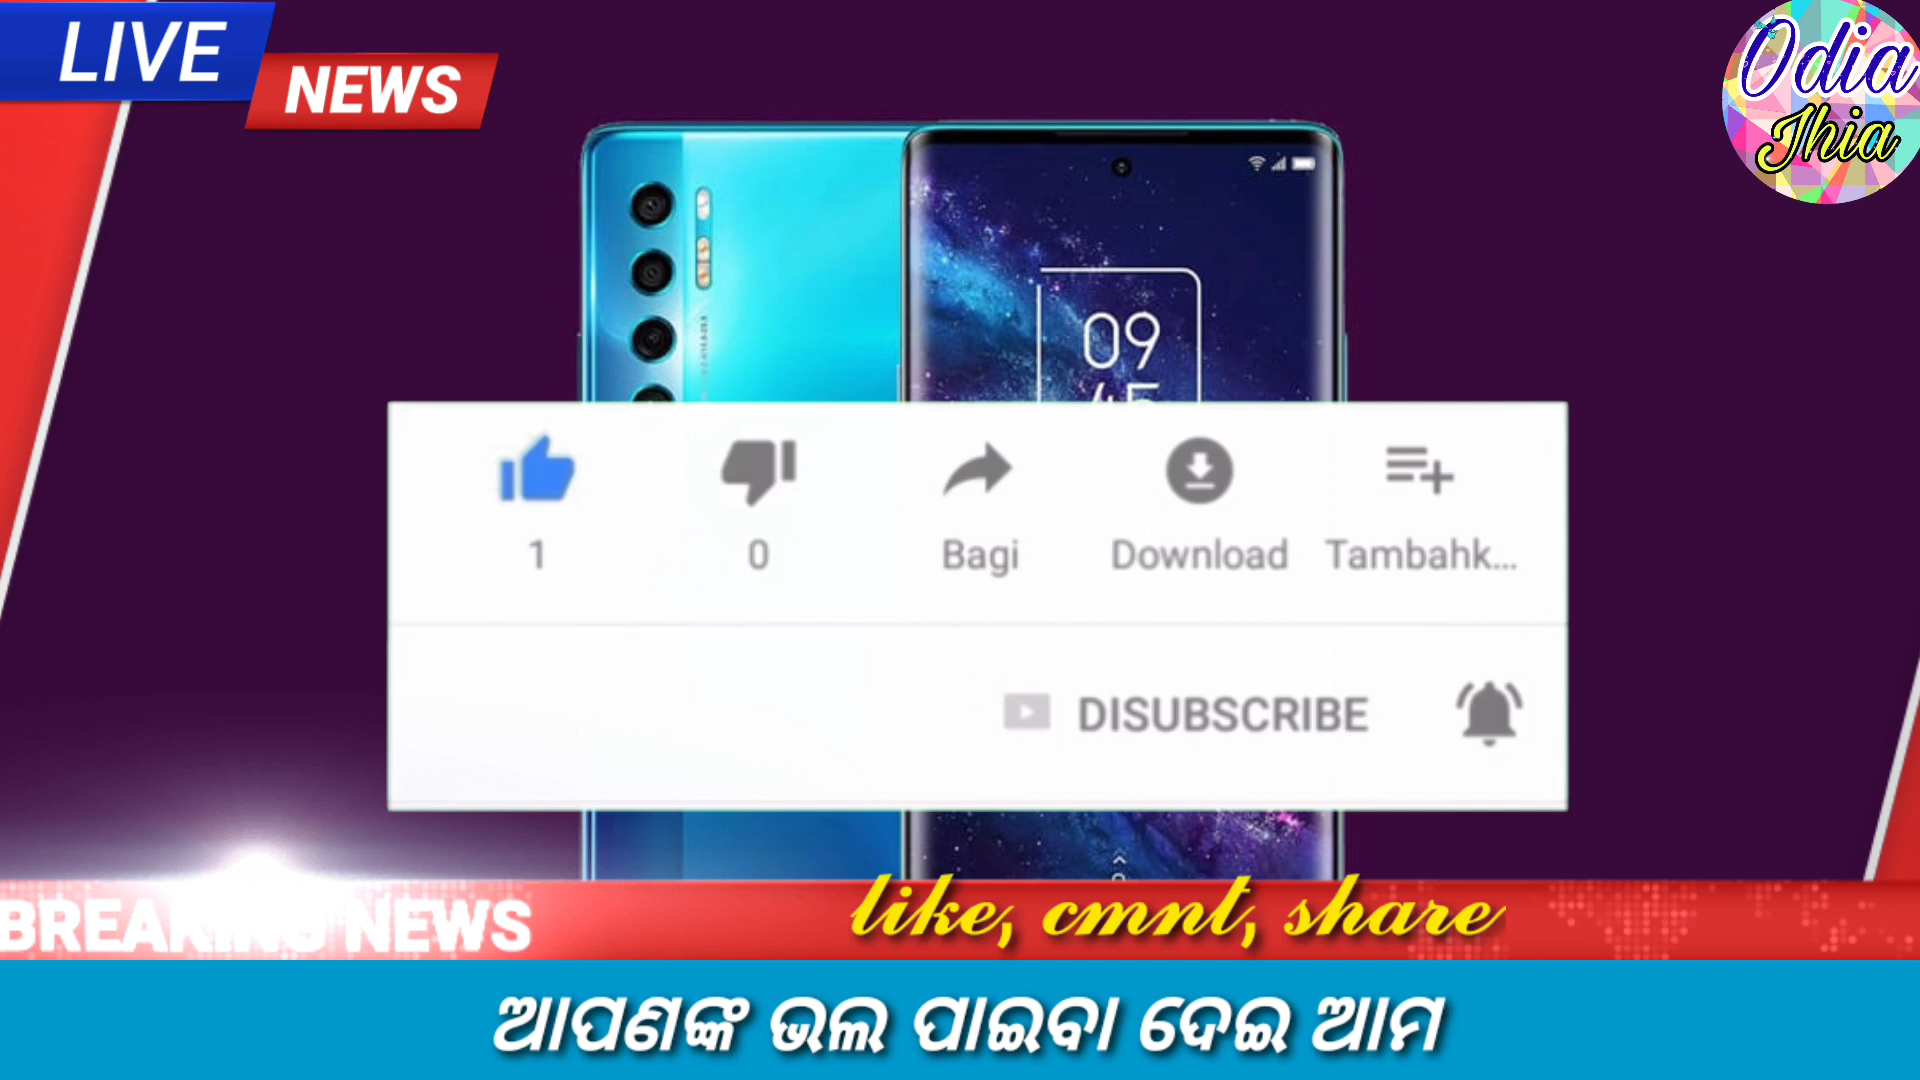 LIVE
NEWS
Odia
Jhia
09
45
1
0
Bagi
Download
Tambahk...
DISUBSCRIBE
BREAKING NEWS
like, cmnt, share
ଆପଣଙ୍କ ଭଲ ପାଇବା ଦେଇ ଆମ